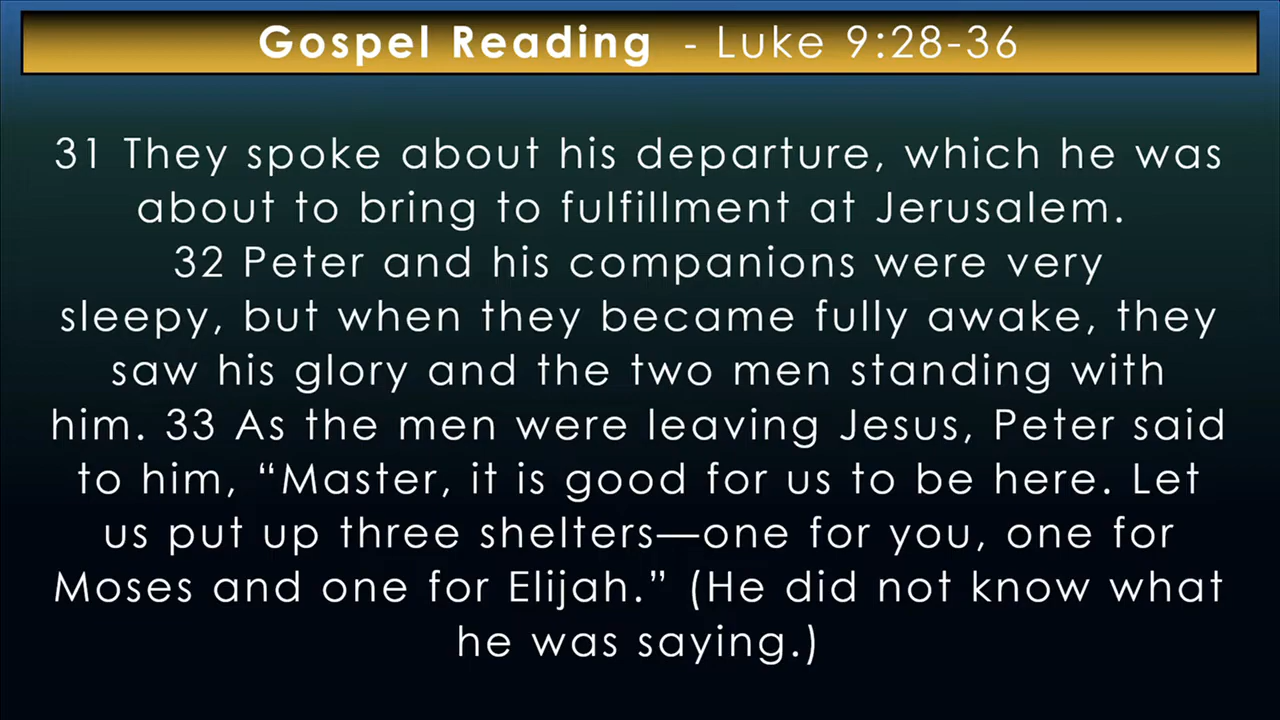 Gospel Reading - Luke 9:28-36
31 They spoke about his departure, which he was
about to bring to fulfillment at Jerusalem.
32 Peter and his companions were very
sleepy, but when they became fully awake, they
saw his glory and the two men standing with
him. 33 As the men were leaving Jesus, Peter said
to him, “Master, it is good for us to be here. Let
us put up three shelters—one for you, one for
Moses and one for Elijah.” (He did not know what
he was saying.)